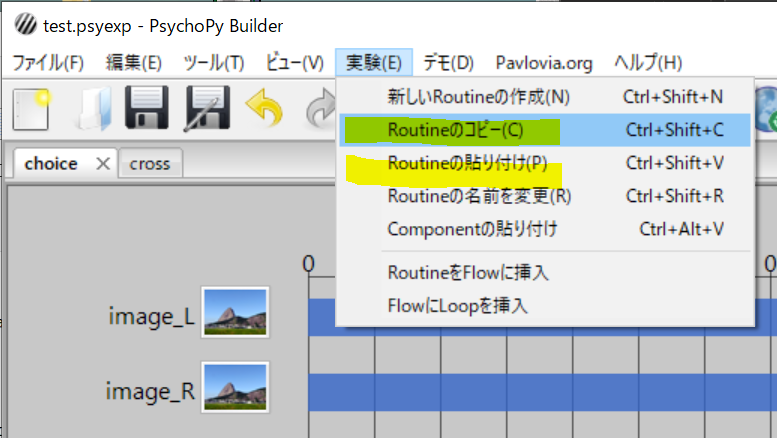 test.psyexp - PsychoPy Builder
ファイル(F) 編集(E) ツール(T) ビュー(V) 実験(E) デモ(D) Pavlovia.org ヘルプ(H)
新しいRoutineの作成(N) Ctrl+Shift+N
Routineのコピー(C) Ctrl+Shift+C
Routineの貼り付け(P) Ctrl+Shift+V
Routineの名前を変更(R) Ctrl+Shift+R
Componentの貼り付け Ctrl+Alt+V
RoutineをFlowに挿入
FlowにLoopを挿入
choice cross
0 0
image_L
image_R